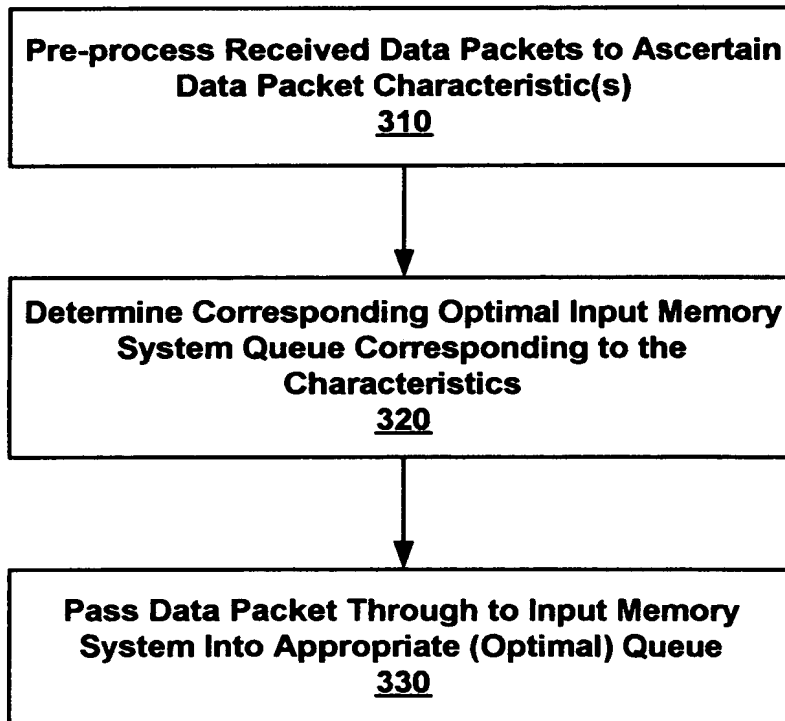 Pre-process Received Data Packets to Ascertain
Data Packet Characteristic(s)
310
Determine Corresponding Optimal Input Memory
System Queue Corresponding to the
Characteristics
320
Pass Data Packet Through to Input Memory
System Into Appropriate (Optimal) Queue
330